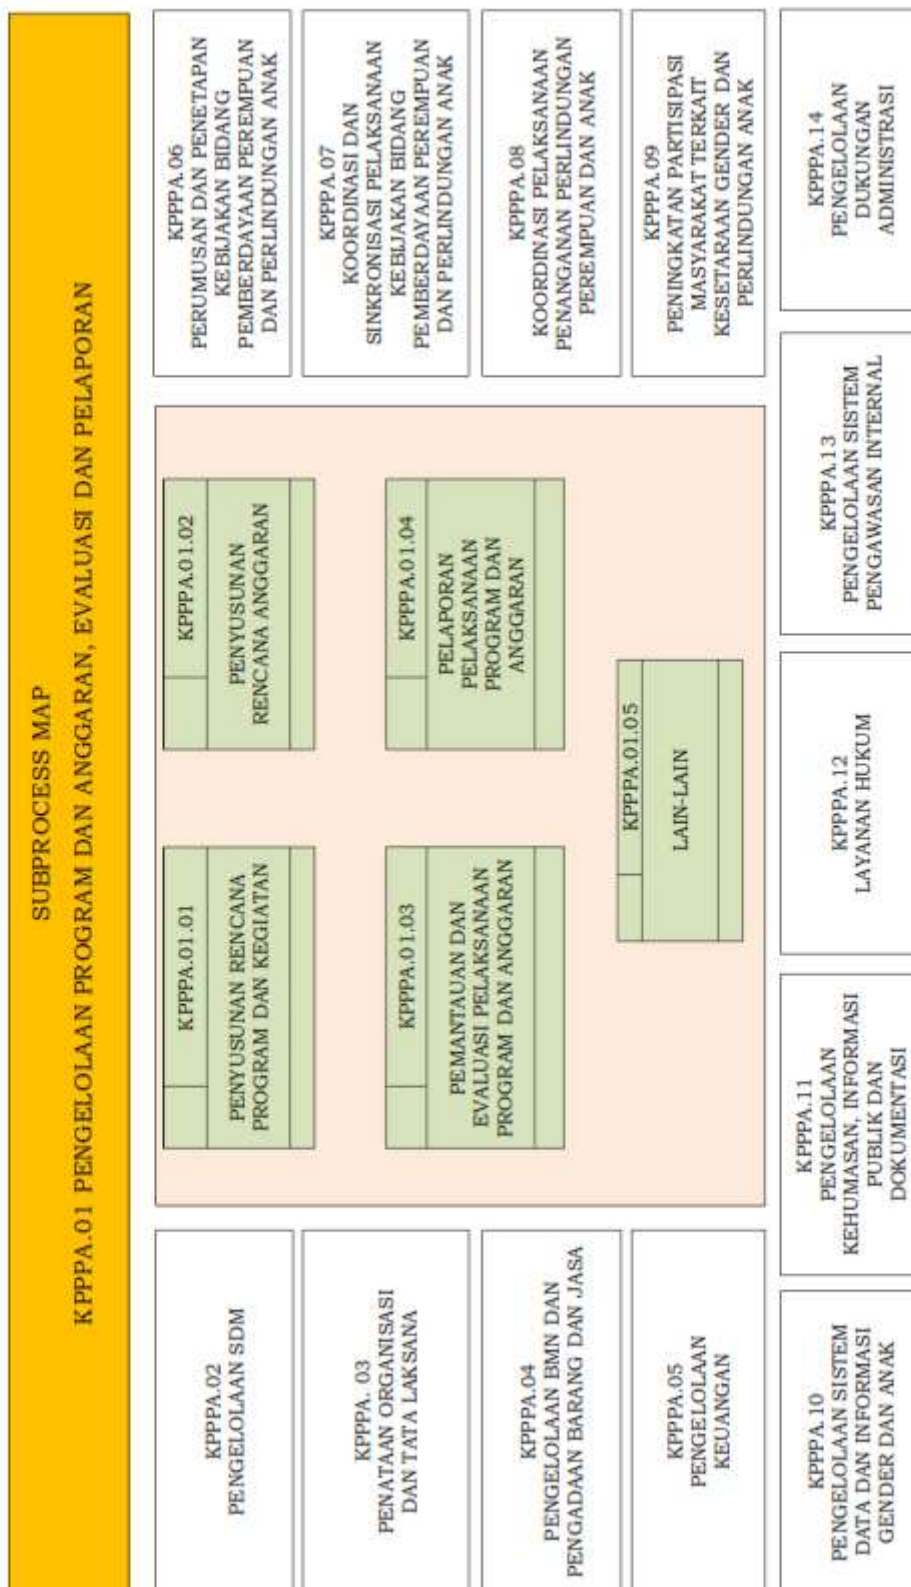 SUBPROCESS MAP
KPPPA.01 PENGELOLAAN PROGRAM DAN ANGGARAN, EVALUASI DAN PELAPORAN
KPPPA.02
PENGELOLAAN SDM
KPPPA. 03
PENATAAN ORGANISASI
DAN TATA LAKSANA
KPPPA.04
PENGELOLAAN BMN DAN
PENGADAAN BARANG DAN JASA
KPPPA.05
PENGELOLAAN
KEUANGAN
KPPPA.01.01
PENYUSUNAN RENCANA
PROGRAM DAN KEGIATAN
KPPPA.01.02
PENYUSUNAN
RENCANA ANGGARAN
KPPPA.01.03
PEMANTAUAN DAN
EVALUASI PELAKSANAAN
PROGRAM DAN ANGGARAN
KPPPA.01.04
PELAPORAN
PELAKSANAAN
PROGRAM DAN
ANGGARAN
KPPPA.01.05
LAIN-LAIN
KPPPA.06
PERUMUSAN DAN PENETAPAN
KEBIJAKAN BIDANG
PEMBERDAYAAN PEREMPUAN
DAN PERLINDUNGAN ANAK
KPPPA.07
KOORDINASI DAN
SINKRONISASI PELAKSANAAN
KEBIJAKAN BIDANG
PEMBERDAYAAN PEREMPUAN
DAN PERLINDUNGAN ANAK
KPPPA.08
KOORDINASI PELAKSANAAN
PENANGANAN PERLINDUNGAN
PEREMPUAN DAN ANAK
KPPPA.09
PENINGKATAN PARTISIPASI
MASYARAKAT TERKAIT
KESETARAAN GENDER DAN
PERLINDUNGAN ANAK
KPPPA.10
PENGELOLAAN SISTEM
DATA DAN INFORMASI
GENDER DAN ANAK
KPPPA.11
PENGELOLAAN
KEHUMASAN, INFORMASI
PUBLIK DAN
DOKUMENTASI
KPPPA.12
LAYANAN HUKUM
KPPPA.13
PENGELOLAAN SISTEM
PENGAWASAN INTERNAL
KPPPA.14
PENGELOLAAN
DUKUNGAN
ADMINISTRASI